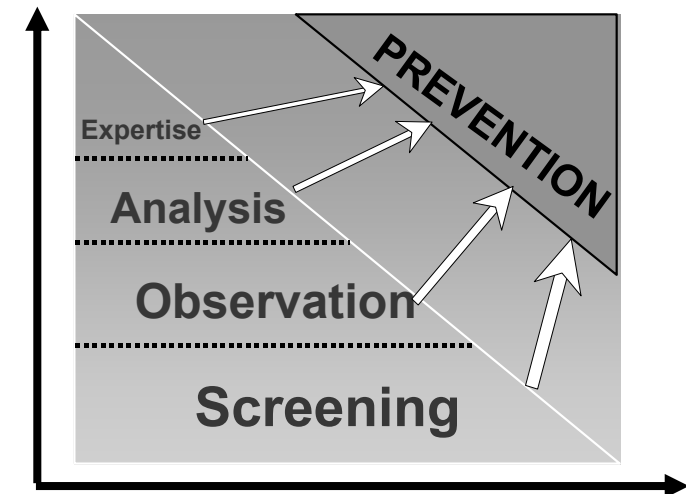 PREVENTION
Expertise
Analysis
Observation
Screening